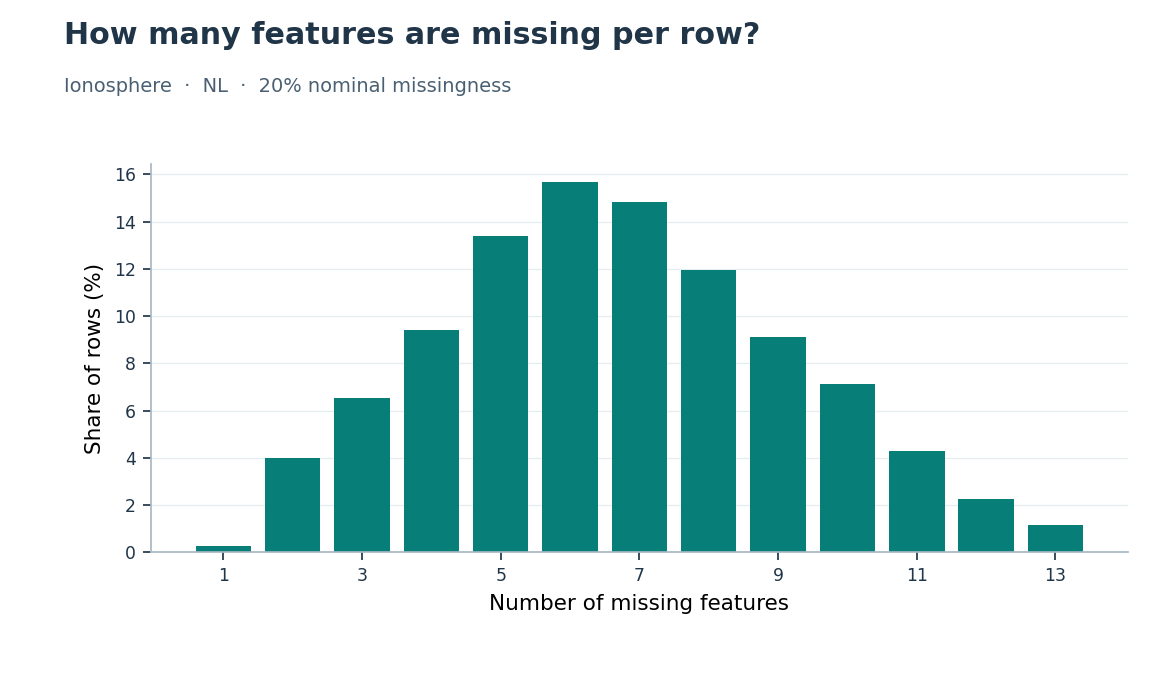 How many features are missing per row?
Ionosphere · NL · 20% nominal missingness
16
14
12
10
8
6
4
2
0
Share of rows (%)
1 3 5 7 9 11 13
Number of missing features